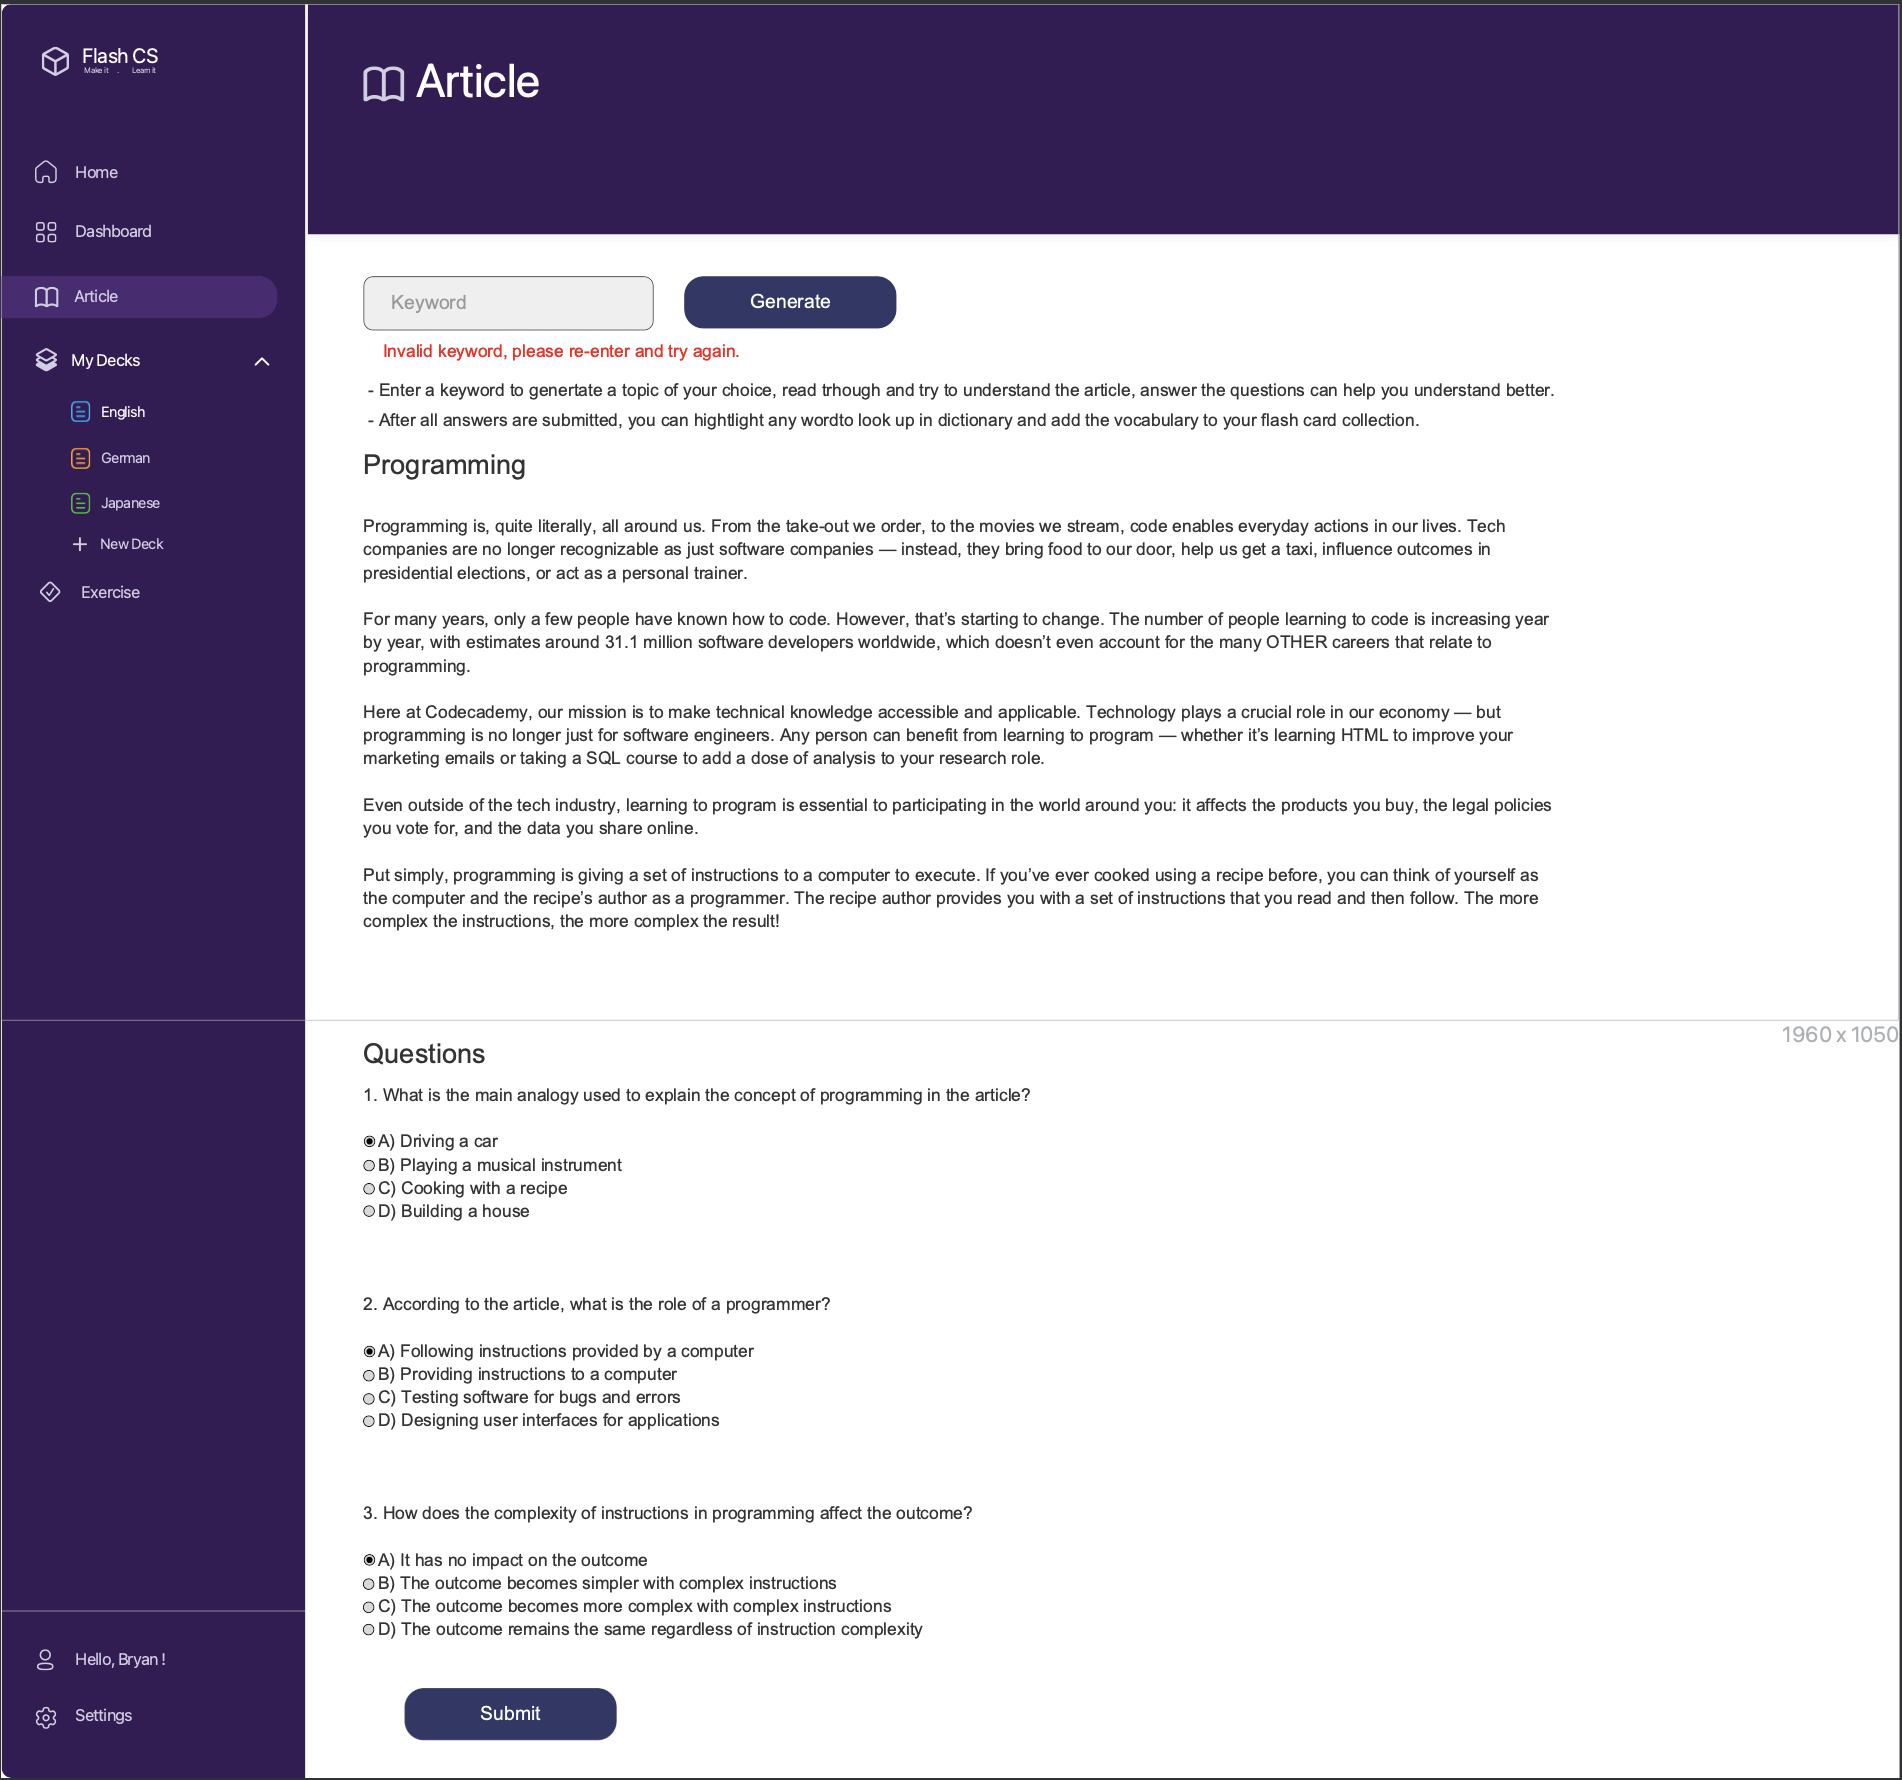 Flash CS
Make it . Learn it
Home
Dashboard
Article
My Decks
English
German
Japanese
New Deck
Exercise
Hello, Bryan !
Settings
Article
Keyword
Generate
Invalid keyword, please re-enter and try again.
- Enter a keyword to genertate a topic of your choice, read trhough and try to understand the article, answer the questions can help you understand better.
- After all answers are submitted, you can hightlight any wordto look up in dictionary and add the vocabulary to your flash card collection.
Programming
Programming is, quite literally, all around us. From the take-out we order, to the movies we stream, code enables everyday actions in our lives. Tech
companies are no longer recognizable as just software companies — instead, they bring food to our door, help us get a taxi, influence outcomes in
presidential elections, or act as a personal trainer.
For many years, only a few people have known how to code. However, that’s starting to change. The number of people learning to code is increasing year
by year, with estimates around 31.1 million software developers worldwide, which doesn’t even account for the many OTHER careers that relate to
programming.
Here at Codecademy, our mission is to make technical knowledge accessible and applicable. Technology plays a crucial role in our economy — but
programming is no longer just for software engineers. Any person can benefit from learning to program — whether it’s learning HTML to improve your
marketing emails or taking a SQL course to add a dose of analysis to your research role.
Even outside of the tech industry, learning to program is essential to participating in the world around you: it affects the products you buy, the legal policies
you vote for, and the data you share online.
Put simply, programming is giving a set of instructions to a computer to execute. If you’ve ever cooked using a recipe before, you can think of yourself as
the computer and the recipe’s author as a programmer. The recipe author provides you with a set of instructions that you read and then follow. The more
complex the instructions, the more complex the result!
1960 x 1050
Questions
1. What is the main analogy used to explain the concept of programming in the article?
A) Driving a car
B) Playing a musical instrument
C) Cooking with a recipe
D) Building a house
2. According to the article, what is the role of a programmer?
A) Following instructions provided by a computer
B) Providing instructions to a computer
C) Testing software for bugs and errors
D) Designing user interfaces for applications
3. How does the complexity of instructions in programming affect the outcome?
A) It has no impact on the outcome
B) The outcome becomes simpler with complex instructions
C) The outcome becomes more complex with complex instructions
D) The outcome remains the same regardless of instruction complexity
Submit